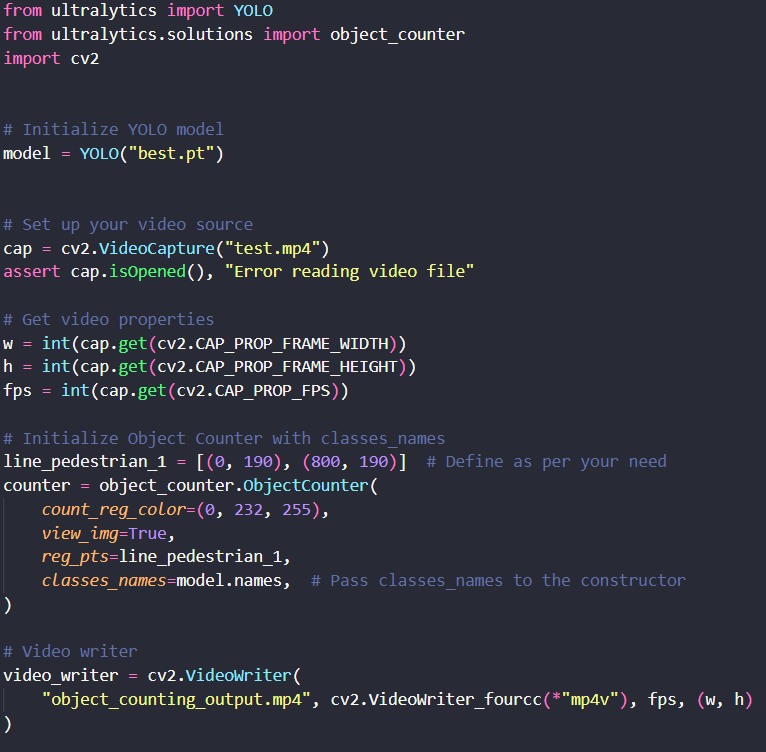 from ultralytics import YOLO
from ultralytics.solutions import object_counter
import cv2
# Initialize YOLO model
model = YOLO("best.pt")
# Set up your video source
cap = cv2.VideoCapture("test.mp4")
assert cap.isOpened(), "Error reading video file"
# Get video properties
w = int(cap.get(cv2.CAP_PROP_FRAME_WIDTH))
h = int(cap.get(cv2.CAP_PROP_FRAME_HEIGHT))
fps = int(cap.get(cv2.CAP_PROP_FPS))
# Initialize Object Counter with classes_names
line_pedestrian_1 = [(0, 190), (800, 190)]  # Define as per your need
counter = object_counter.ObjectCounter(
    count_reg_color=(0, 232, 255),
    view_img=True,
    reg_pts=line_pedestrian_1,
    classes_names=model.names,  # Pass classes_names to the constructor
)
# Video writer
video_writer = cv2.VideoWriter(
    "object_counting_output.mp4", cv2.VideoWriter_fourcc(*"mp4v"), fps, (w, h)
)